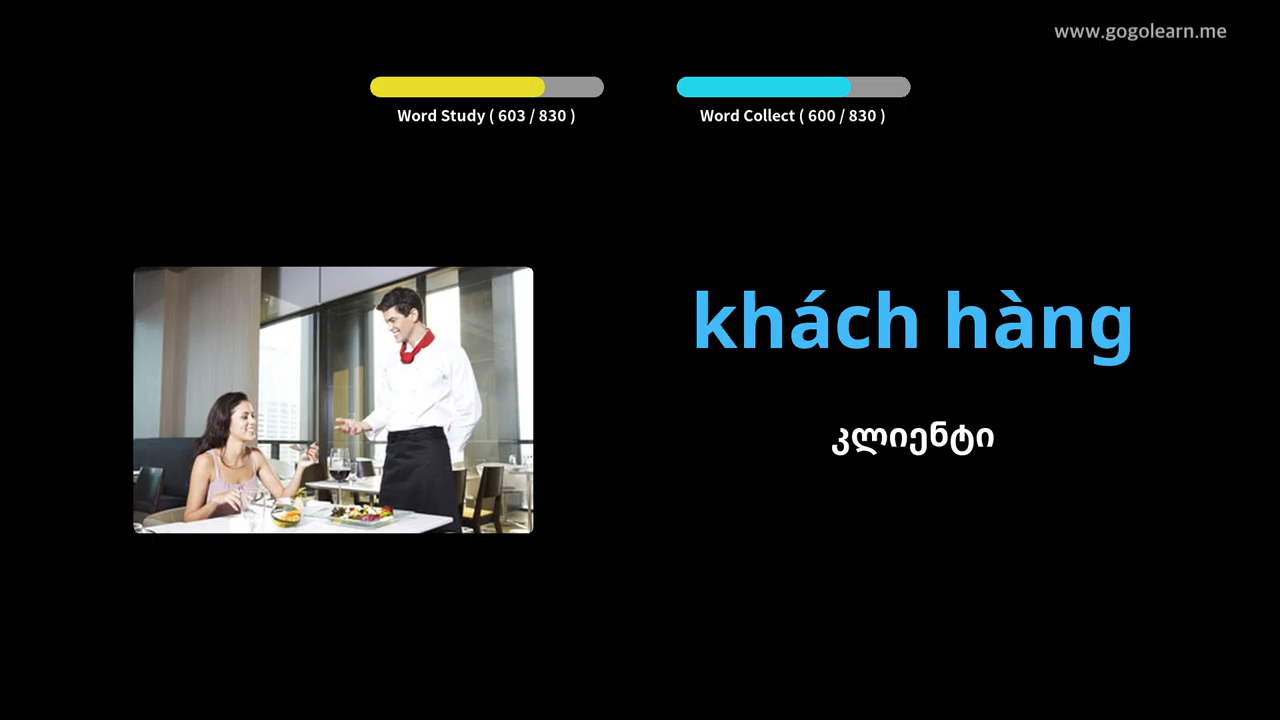 www.gogolearn.me
Word Study ( 603 / 830 )
Word Collect ( 600 / 830 )
khách hàng
კლიენტი